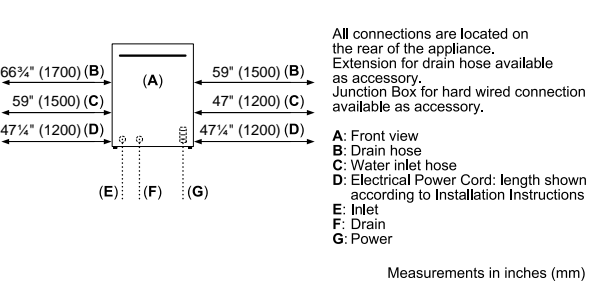 All connections are located on
the rear of the appliance.
Extension for drain hose available
as accessory.
Junction Box for hard wired connection
available as accessory.
66¾" (1700) (B)
59" (1500) (B)
(A)
59" (1500) (C)
47" (1200) (C)
47¼" (1200) (D)
47¼" (1200) (D)
(E)
(F)
(G)
A: Front view
B: Drain hose
C: Water inlet hose
D: Electrical Power Cord: length shown
according to Installation Instructions
E: Inlet
F: Drain
G: Power
Measurements in inches (mm)